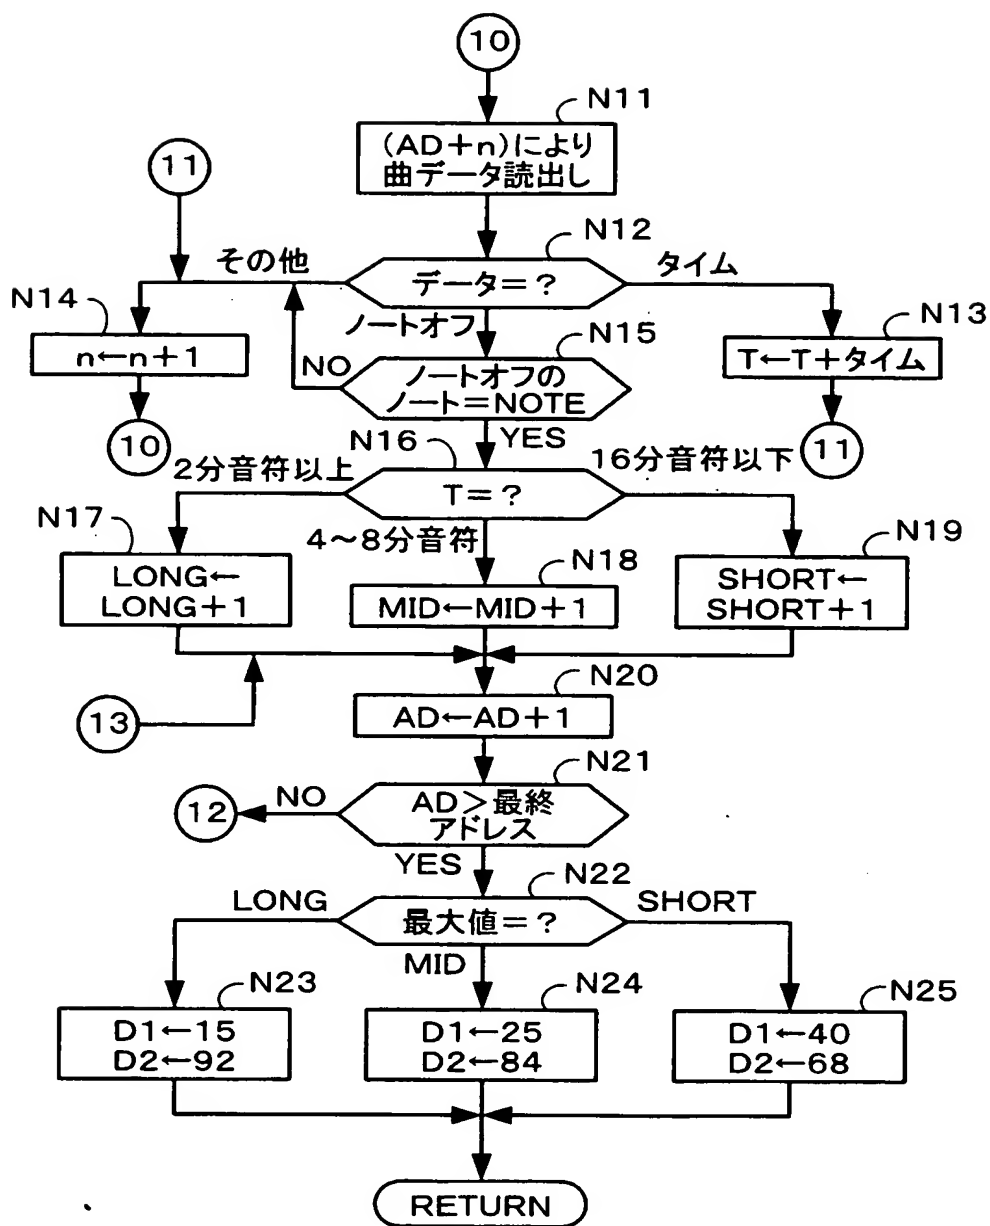 10
N11
(AD+n)により
曲データ読出し
11
N12
その他
データ=?
タイム
N14
n←n+1
ノートオフ
N15
N13
T←T+タイム
NO
ノートオフの
ノート=NOTE
10
N16
YES
11
2分音符以上
16分音符以下
T=?
N17
4~8分音符
N18
N19
LONG←
LONG+1
MID←MID+1
SHORT←
SHORT+1
13
N20
AD←AD+1
N21
12
NO
AD>最終
アドレス
YES
N22
LONG
最大値=?
SHORT
MID
N23
N24
N25
D1←15
D2←92
D1←25
D2←84
D1←40
D2←68
RETURN